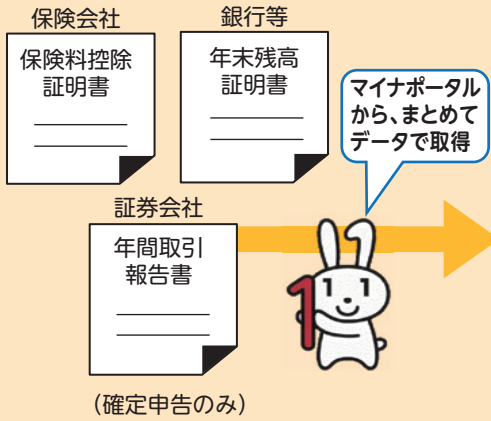 保険会社
保険料控除
証明書
銀行等
年末残高
証明書
マイナポータル
から、まとめて
データで取得
証券会社
年間取引
報告書
1
1 1
(確定申告のみ)